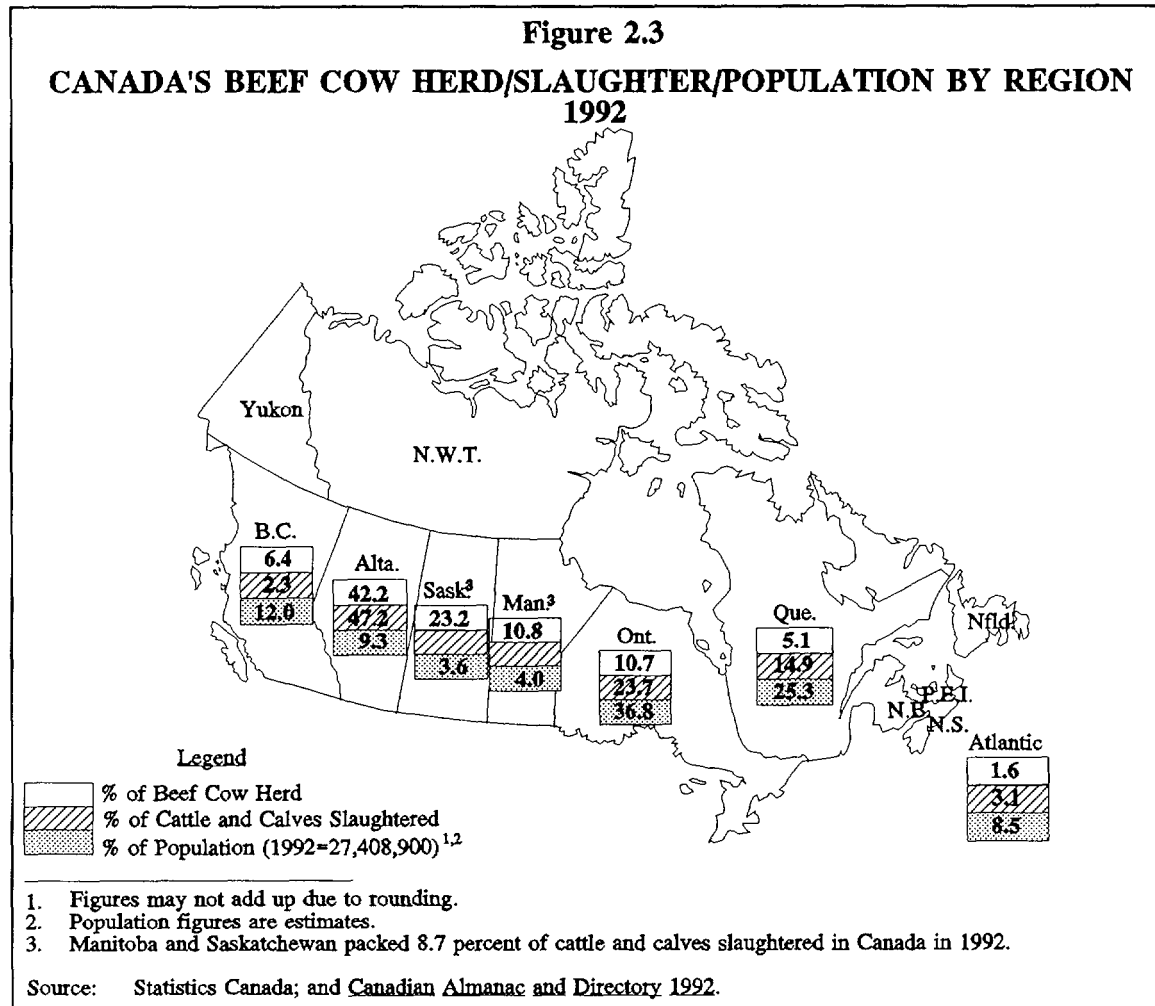 Figure 2.3
CANADA'S BEEF COW HERD/SLAUGHTER/POPULATION BY REGION
1992
Yukon
N.W.T.
B.C.
6.4
2.3
12.0
Alta.
42.2
47.2
9.3
Sask.3
23.2
3.6
Man3
10.8
4.0
Ont.
10.7
23.7
36.8
Que.
5.1
14.9
25.3
Nfld.
P.E.I.
N.B.
N.S.
Atlantic
1.6
3.1
8.5
Legend
% of Beef Cow Herd
% of Cattle and Calves Slaughtered
% of Population (1992=27,408,900) 1,2
1. Figures may not add up due to rounding.
2. Population figures are estimates.
3. Manitoba and Saskatchewan packed 8.7 percent of cattle and calves slaughtered in Canada in 1992.
Source: Statistics Canada; and Canadian Almanac and Directory 1992.